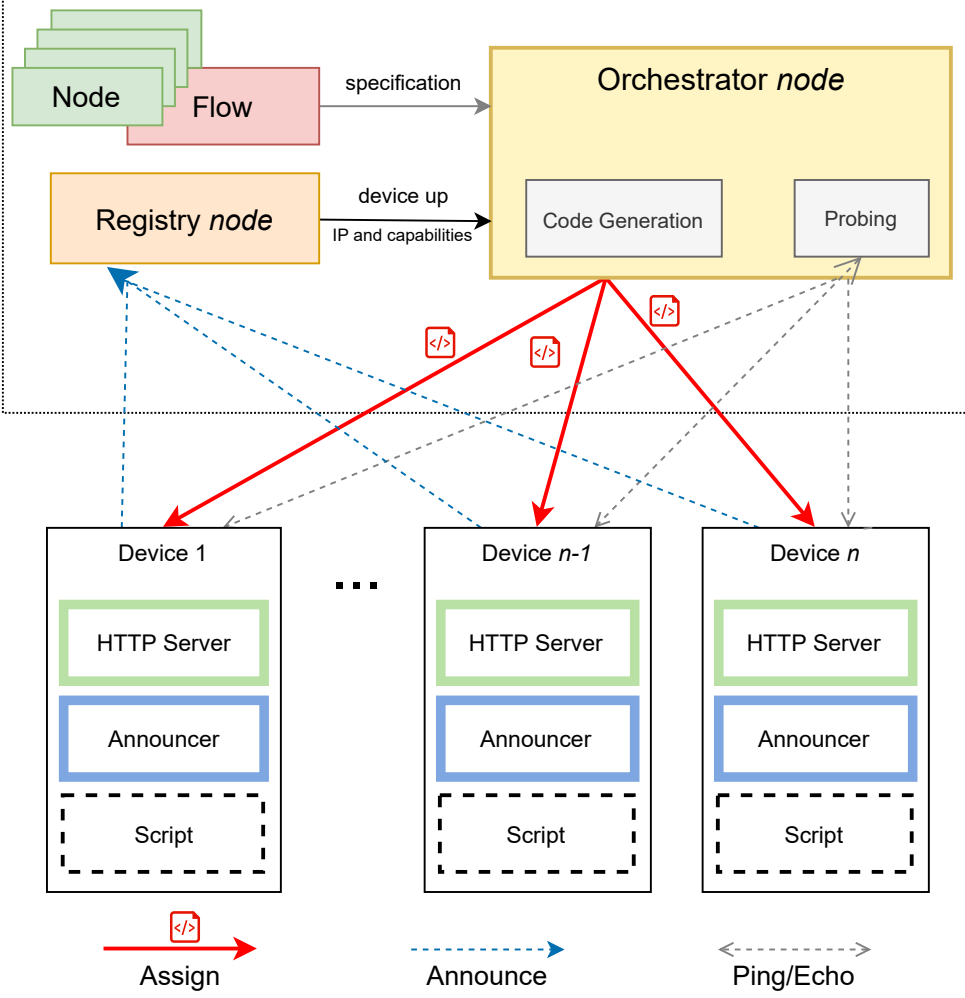 Node
Flow
specification
Orchestrator node
Registry node
device up
IP and capabilities
Code Generation
Probing
</>
</>
</>
Device 1
Device n-1
Device n
...
HTTP Server
HTTP Server
HTTP Server
Announcer
Announcer
Announcer
Script
Script
Script
</>
Assign
Announce
Ping/Echo